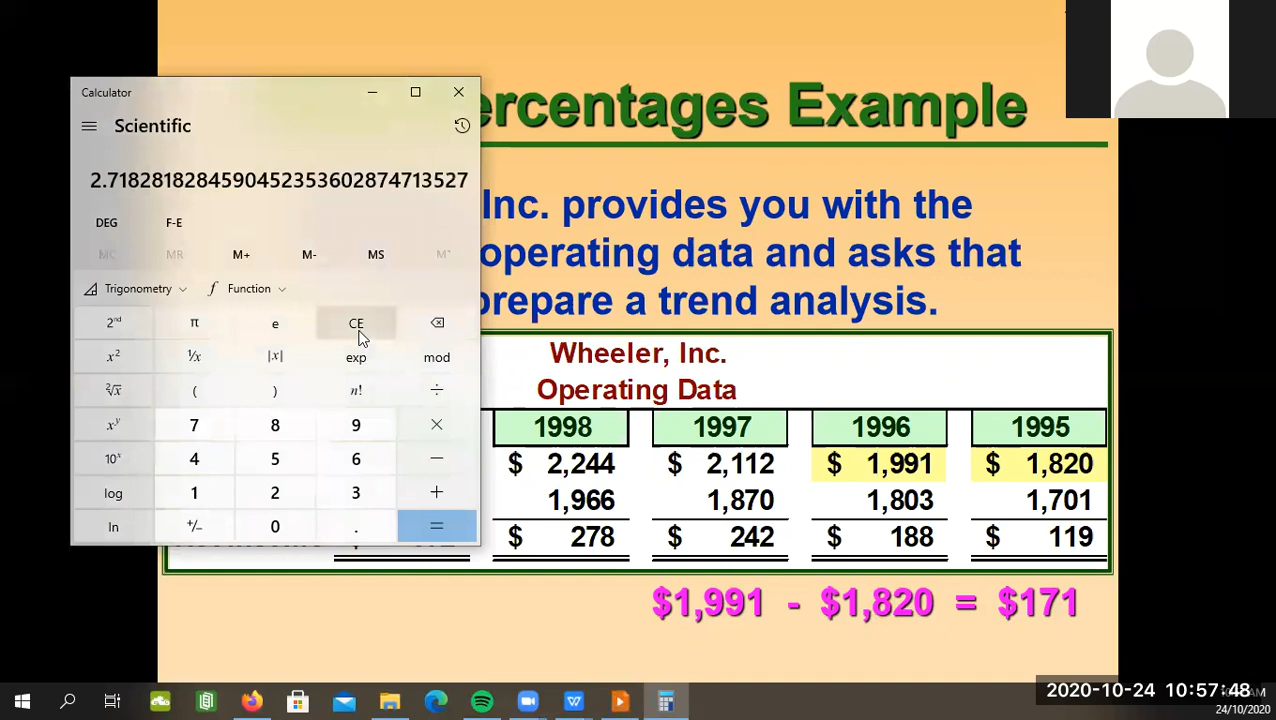 ercentages Example
Inc. provides you with the
operating data and asks that
prepare a trend analysis.
Wheeler, Inc.
Operating Data
1998 1997 1996 1995
$ 2,244 $ 2,112 $ 1,991 $ 1,820
1,966 1,870 1,803 1,701
$ 278 $ 242 $ 188 $ 119
$1,991 - $1,820 = $171
Calculator
Scientific
2.7182818284590452353602874713527
DEG F-E
MC MR M+ M- MS M˅
Trigonometry f Function
2nd π e CE
x² ¹/x |x| exp mod
²√x ( ) n! ÷
xʸ 7 8 9 ×
10ˣ 4 5 6 −
log 1 2 3 +
ln +/− 0 . =
2020-10-24 10:57:48
24/10/2020